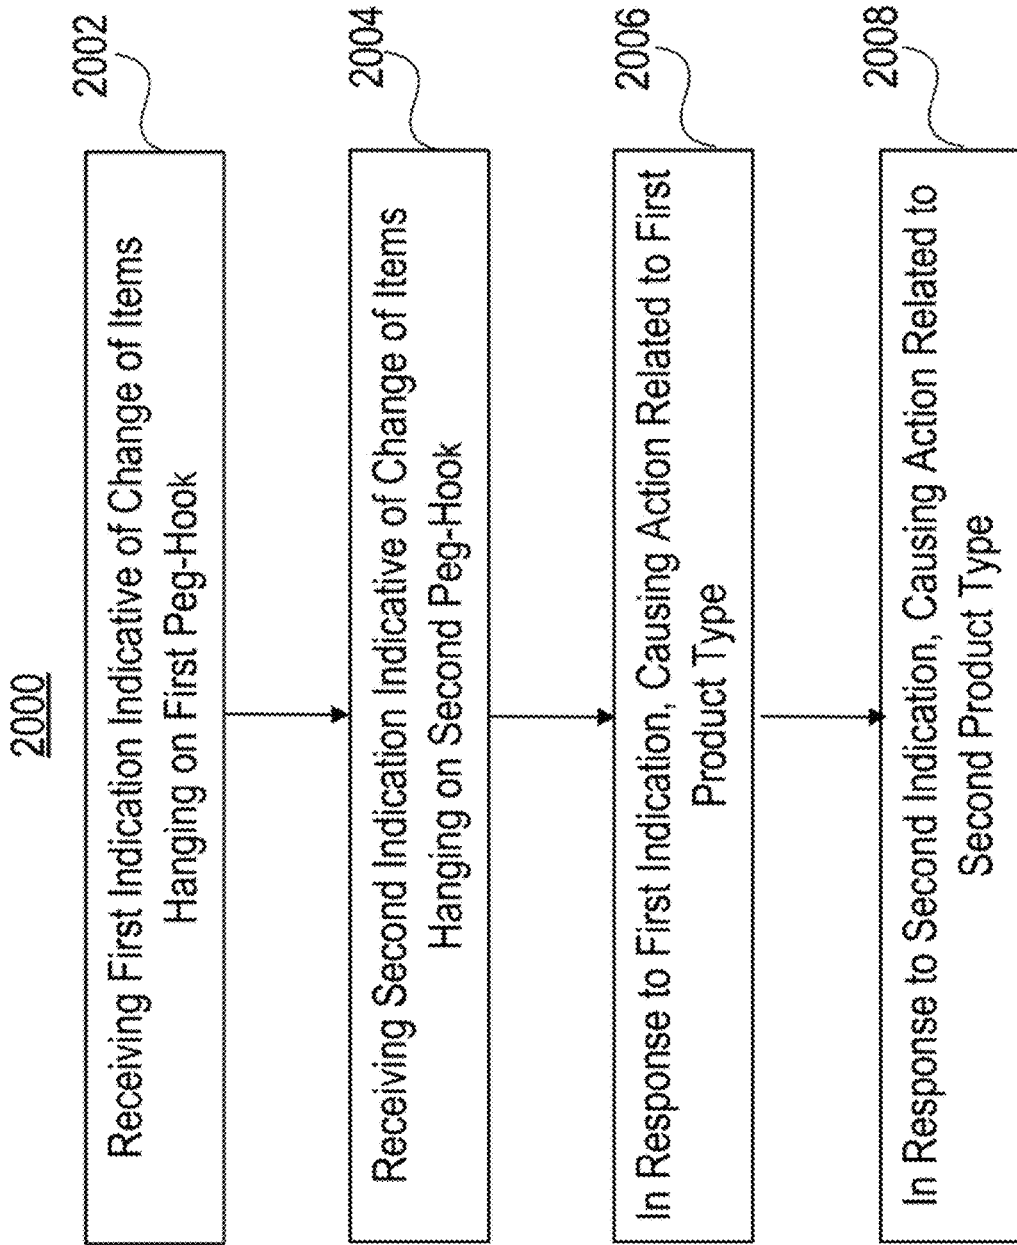 2000
Receiving First Indication Indicative of Change of Items
Hanging on First Peg-Hook
2002
Receiving Second Indication Indicative of Change of Items
Hanging on Second Peg-Hook
2004
In Response to First Indication, Causing Action Related to First
Product Type
2006
In Response to Second Indication, Causing Action Related to
Second Product Type
2008